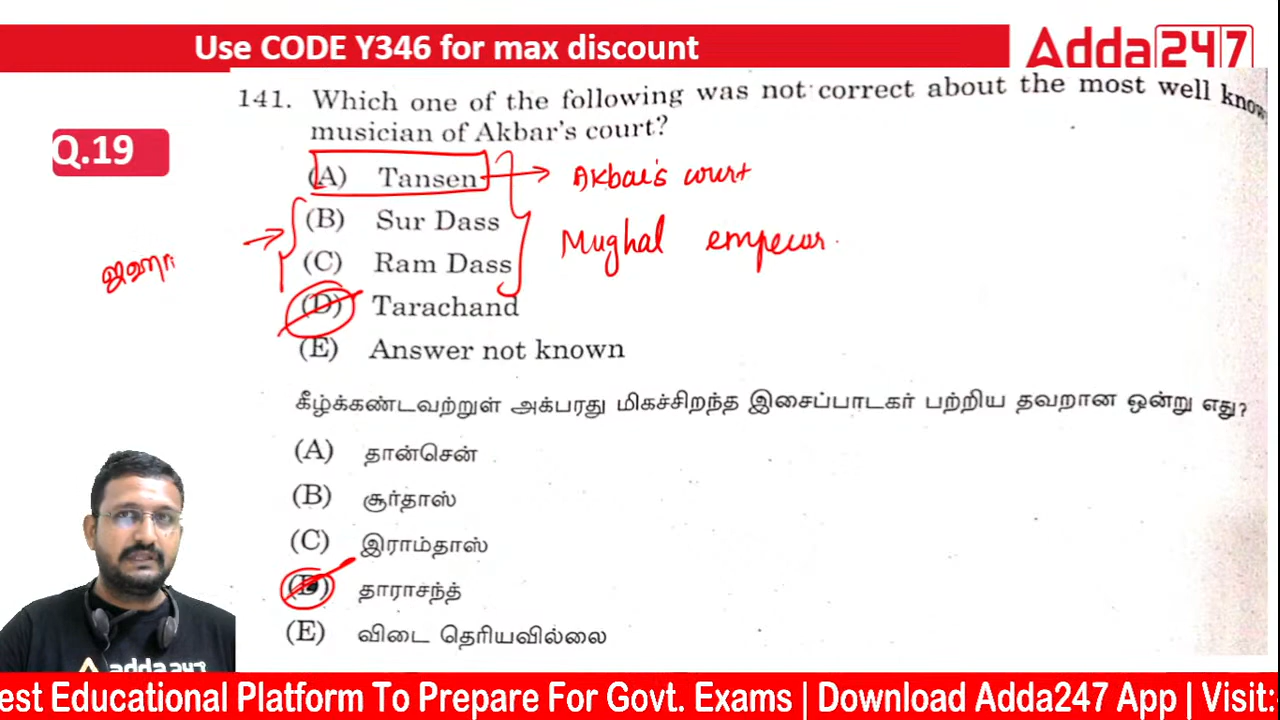 Use CODE Y346 for max discount
Adda247
Q.19
141. Which one of the following was not correct about the most well know
musician of Akbar's court?
(A) Tansen
Akbar's court
(B) Sur Dass
Mughal emperor
(C) Ram Dass
(D) Tarachand
(E) Answer not known
கீழ்க்கண்டவற்றுள் அக்பரது மிகச்சிறந்த இசைப்பாடகர் பற்றிய தவறான ஒன்று எது?
(A) தான்சென்
(B) சூர்தாஸ்
(C) இராம்தாஸ்
(D) தாராசந்த்
(E) விடை தெரியவில்லை
Adda247
est Educational Platform To Prepare For Govt. Exams | Download Adda247 App | Visit: